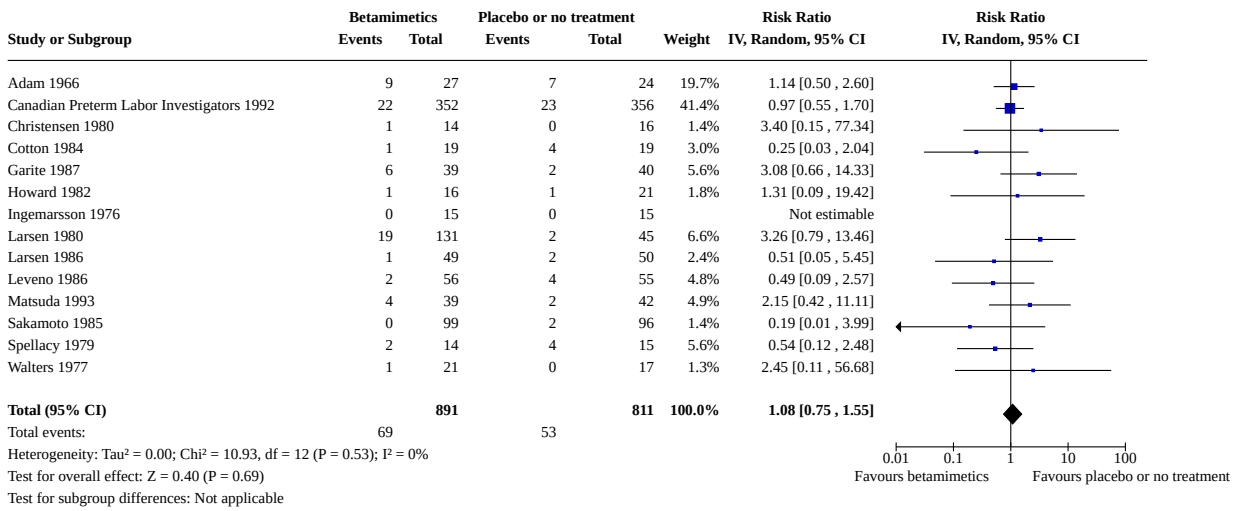 Betamimetics Placebo or no treatment Risk Ratio Risk Ratio
Study or Subgroup Events Total Events Total Weight IV, Random, 95% CI IV, Random, 95% CI
Adam 1966 9 27 7 24 19.7% 1.14 [0.50 , 2.60]
Canadian Preterm Labor Investigators 1992 22 352 23 356 41.4% 0.97 [0.55 , 1.70]
Christensen 1980 1 14 0 16 1.4% 3.40 [0.15 , 77.34]
Cotton 1984 1 19 4 19 3.0% 0.25 [0.03 , 2.04]
Garite 1987 6 39 2 40 5.6% 3.08 [0.66 , 14.33]
Howard 1982 1 16 1 21 1.8% 1.31 [0.09 , 19.42]
Ingemarsson 1976 0 15 0 15 Not estimable
Larsen 1980 19 131 2 45 6.6% 3.26 [0.79 , 13.46]
Larsen 1986 1 49 2 50 2.4% 0.51 [0.05 , 5.45]
Leveno 1986 2 56 4 55 4.8% 0.49 [0.09 , 2.57]
Matsuda 1993 4 39 2 42 4.9% 2.15 [0.42 , 11.11]
Sakamoto 1985 0 99 2 96 1.4% 0.19 [0.01 , 3.99]
Spellacy 1979 2 14 4 15 5.6% 0.54 [0.12 , 2.48]
Walters 1977 1 21 0 17 1.3% 2.45 [0.11 , 56.68]
Total (95% CI) 891 811 100.0% 1.08 [0.75 , 1.55]
Total events: 69 53
Heterogeneity: Tau² = 0.00; Chi² = 10.93, df = 12 (P = 0.53); I² = 0% 0.01 0.1 1 10 100
Test for overall effect: Z = 0.40 (P = 0.69) Favours betamimetics Favours placebo or no treatment
Test for subgroup differences: Not applicable